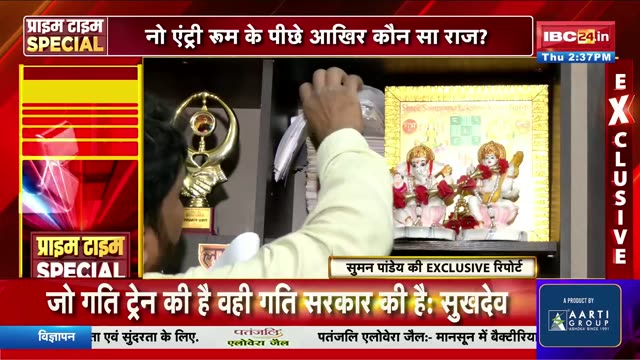 प्राइम टाइम
SPECIAL
नो एंट्री रूम के पीछे आखिर कौन सा राज?
IBC24.in
Thu 2:37PM
EXCLUSIVE
प्राइम टाइम
SPECIAL
सुमन पांडेय की EXCLUSIVE रिपोर्ट
जो गति ट्रेन की है वही गति सरकार की है: सुखदेव
A PRODUCT BY
AARTI
GROUP
विज्ञापन
ता एवं सुंदरता के लिए. पतंजलि एलोवेरा जैल पतंजलि एलोवेरा जैल:- मानसून में बैक्टीरिया